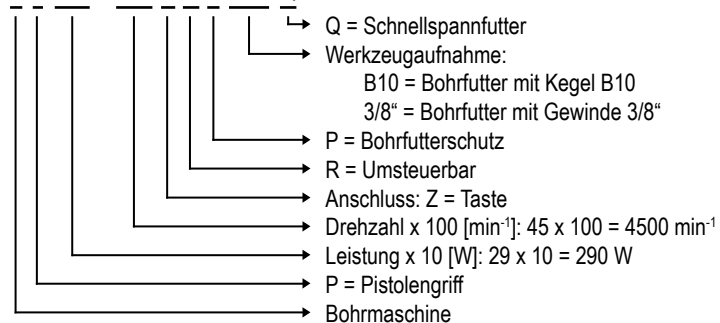 Q = Schnellspannfutter
Werkzeugaufnahme:
B10 = Bohrfutter mit Kegel B10
3/8“ = Bohrfutter mit Gewinde 3/8“
P = Bohrfutterschutz
R = Umsteuerbar
Anschluss: Z = Taste
Drehzahl x 100 [min-1]: 45 x 100 = 4500 min-1
Leistung x 10 [W]: 29 x 10 = 290 W
P = Pistolengriff
Bohrmaschine